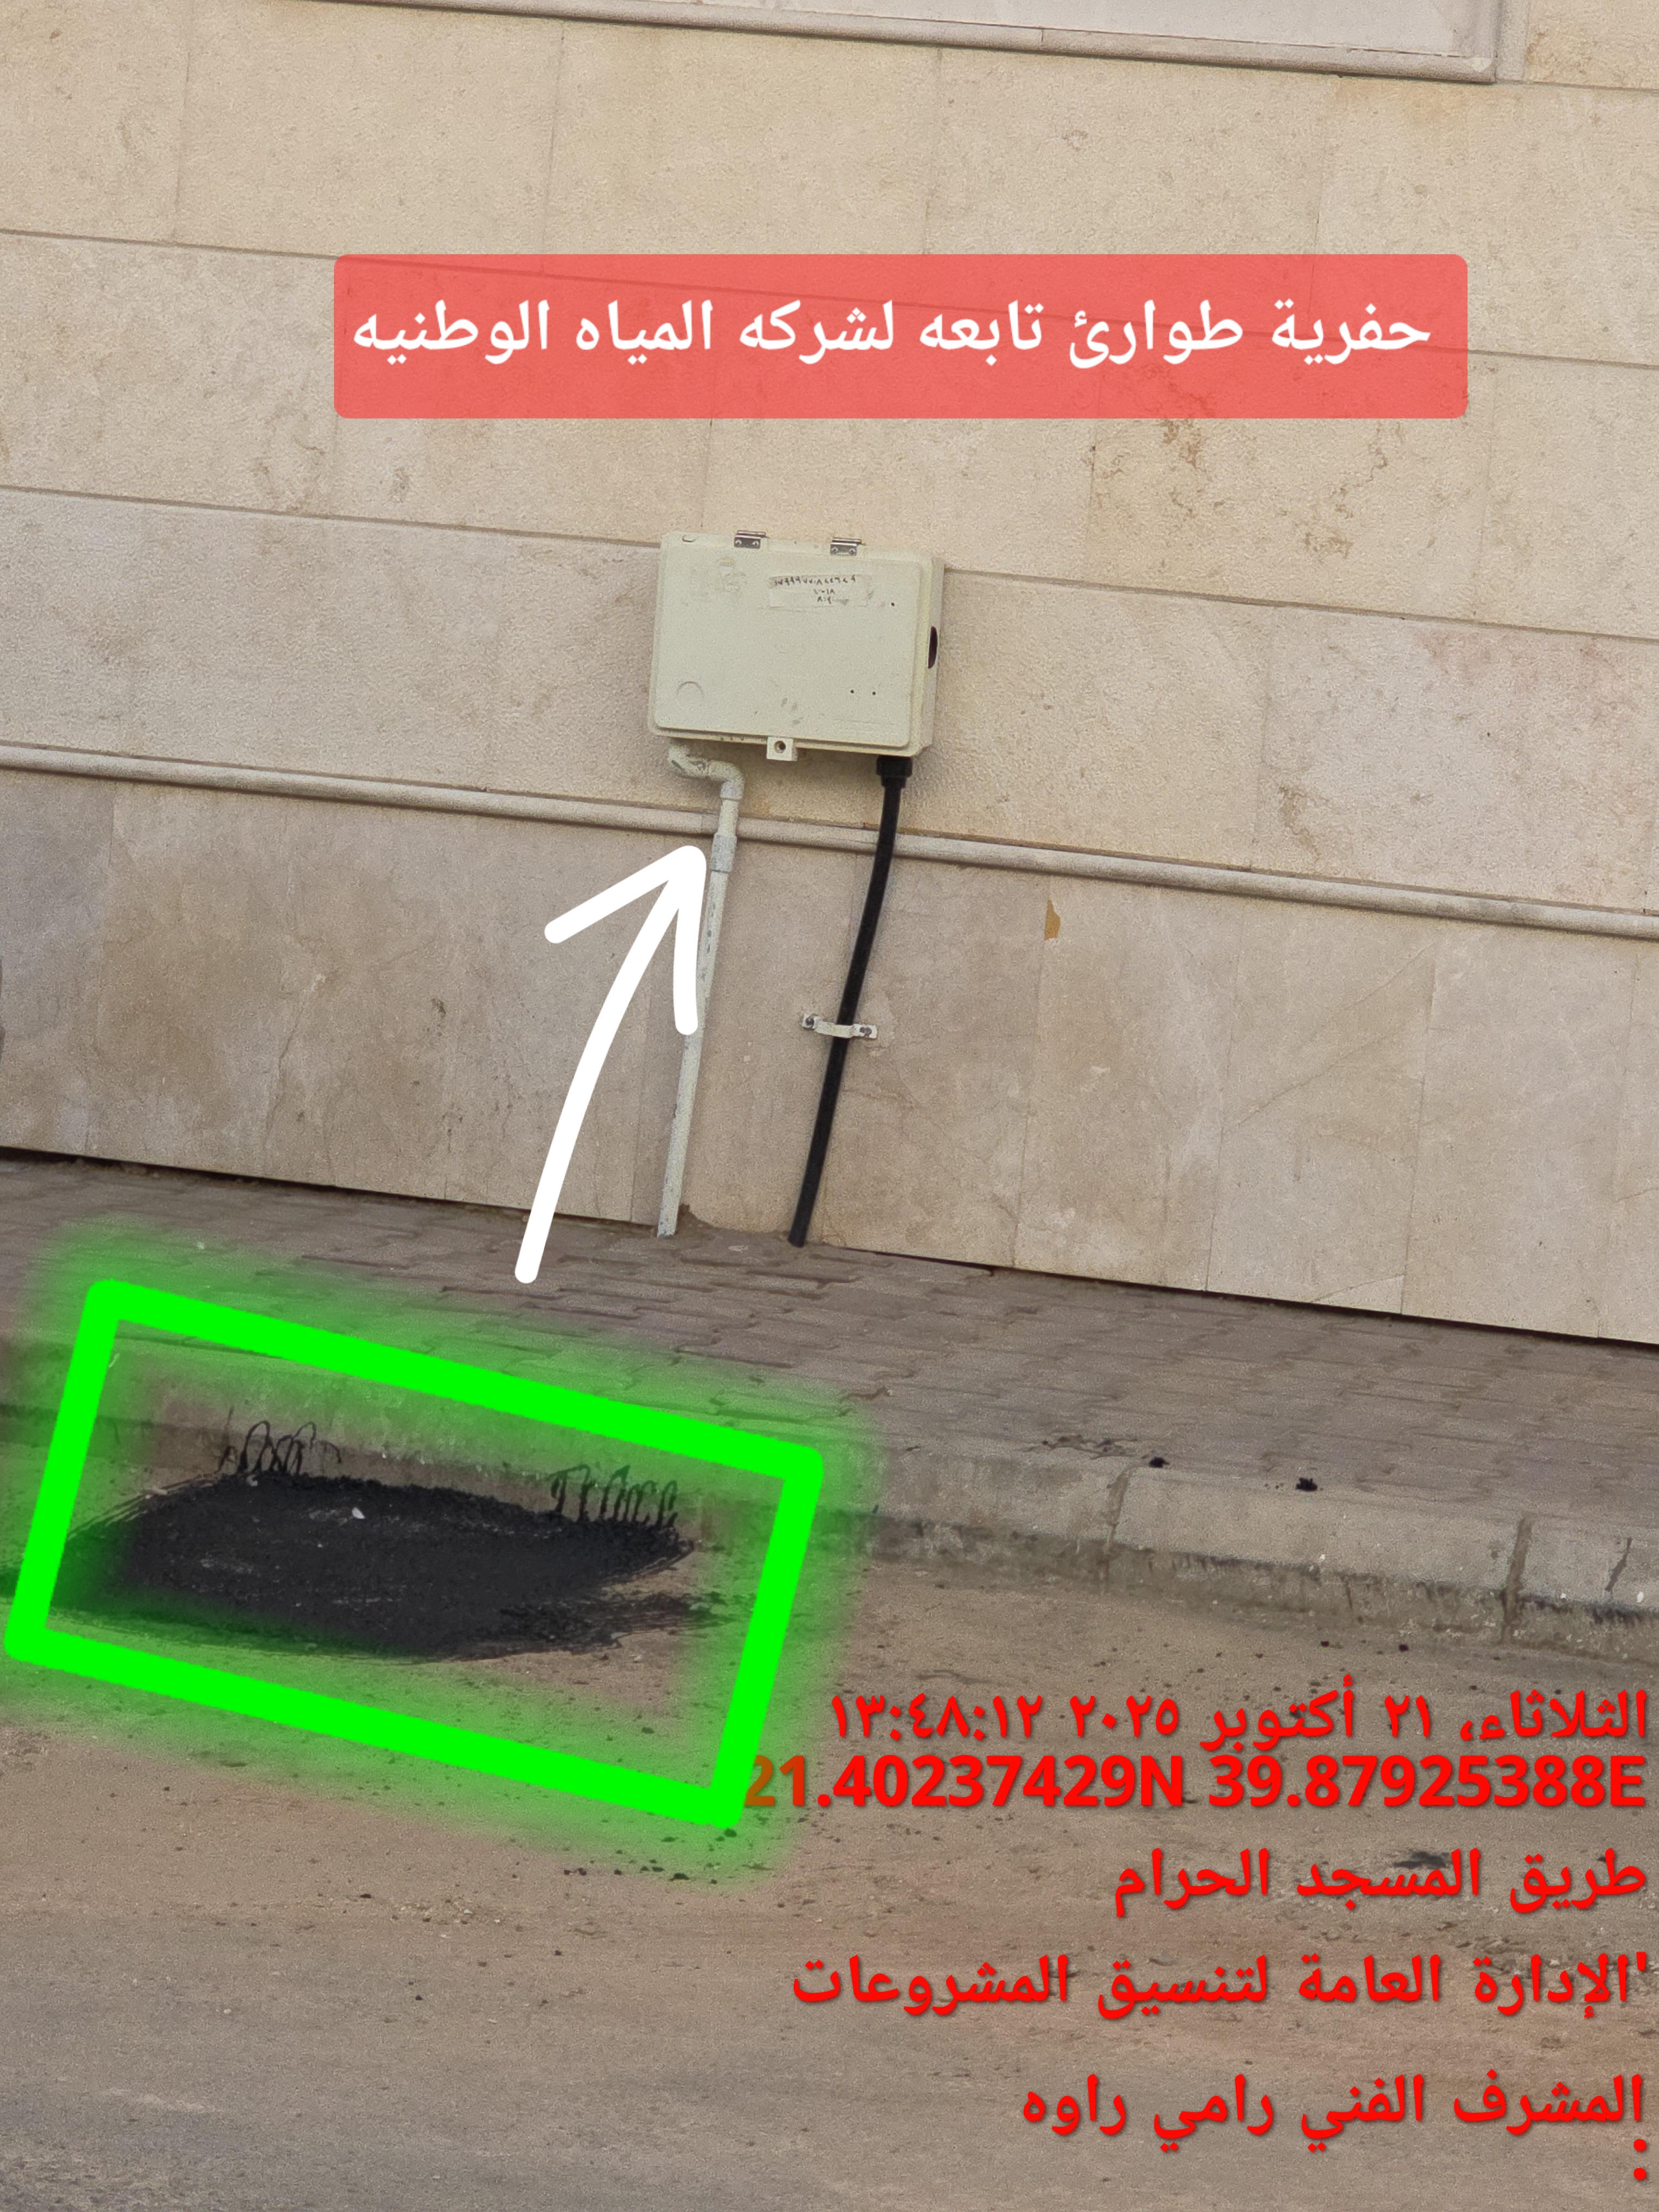 حفرية طوارئ تابعه لشركه المياه الوطنيه
الثلاثاء، ٢١ أكتوبر ٢٠٢٥ ١٣:٤٨:١٢
21.40237429N 39.87925388E
طريق المسجد الحرام
'الإدارة العامة لتنسيق المشروعات
المشرف الفني رامي راوه
: